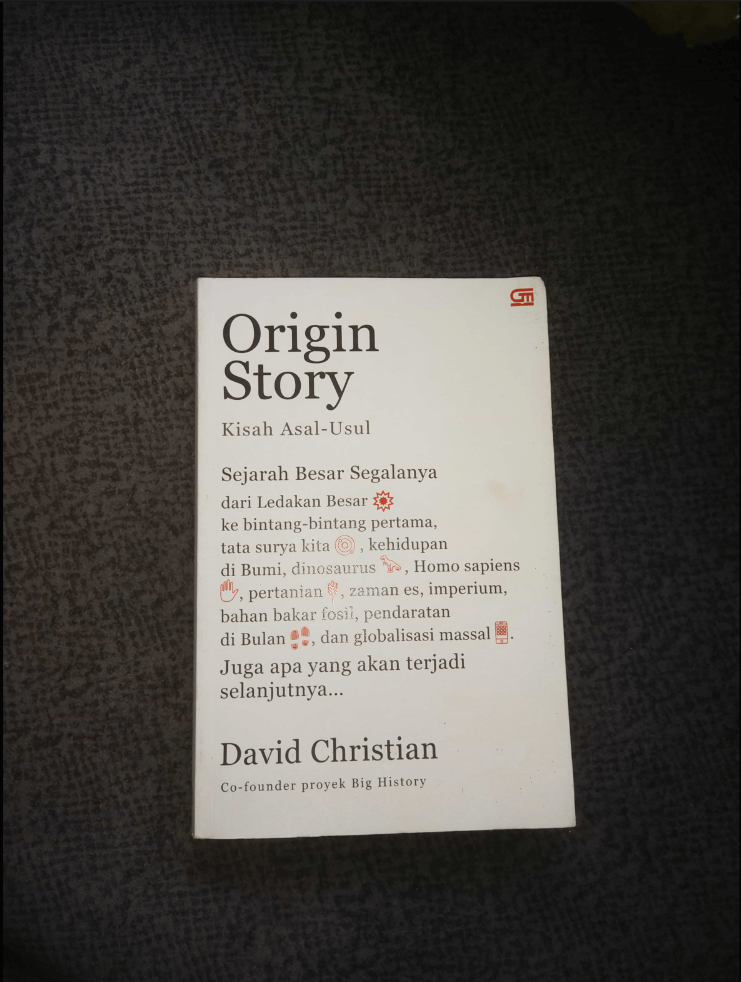 Origin
Story
Kisah Asal-Usul
Sejarah Besar Segalanya
dari Ledakan Besar
ke bintang-bintang pertama,
tata surya kita , kehidupan
di Bumi, dinosaurus , Homo sapiens
, pertanian , zaman es, imperium,
bahan bakar fosil, pendaratan
di Bulan , dan globalisasi massal .
Juga apa yang akan terjadi
selanjutnya...
David Christian
Co-founder proyek Big History